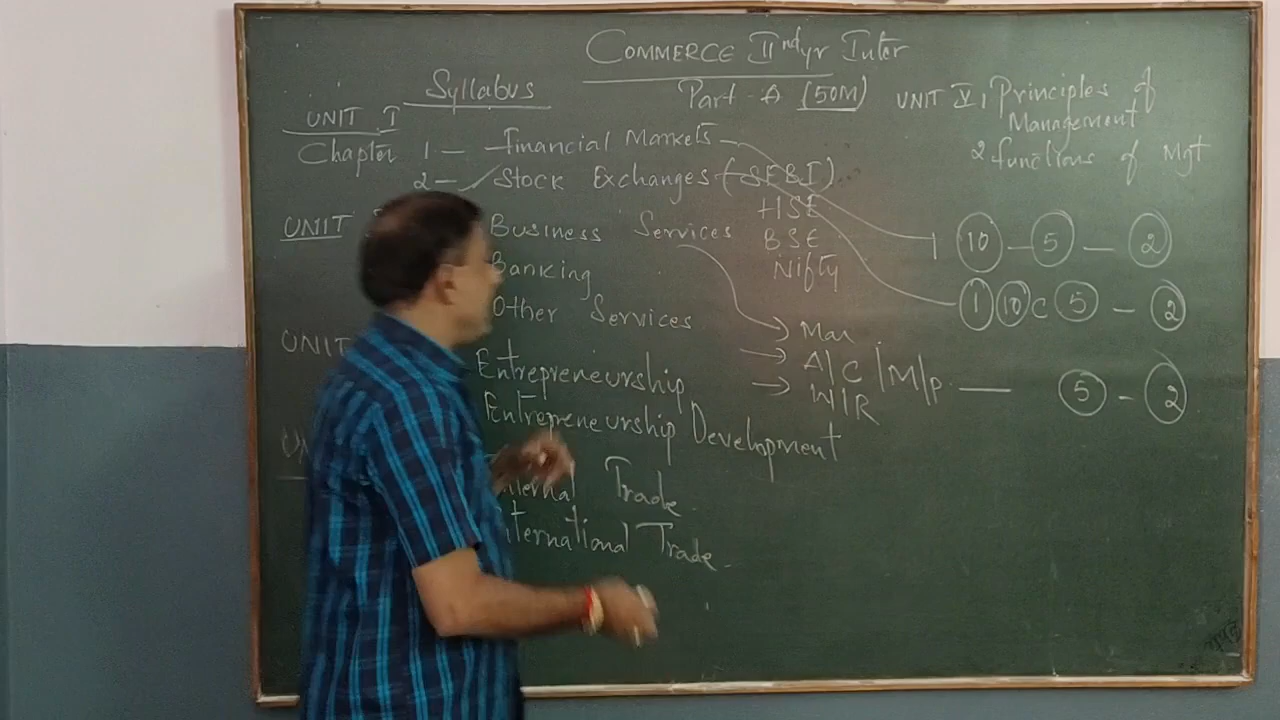 COMMERCE IInd yr Inter
Syllabus
Part - A (50M)
UNIT I
Chapter 1 - Financial Markets
2 - ✓ Stock Exchanges (SEBI)
HSE
BSE
Nifty
UNIT
Business Services
Banking
Other Services
Mar
A/C | M/P
W/R
UNIT
Entrepreneurship
Entrepreneurship Development
Trade
International Trade
UNIT V, Principles of
Management
2 functions of Mgt
10 - 5 - 2
1 10 C 5 - 2
5 - 2